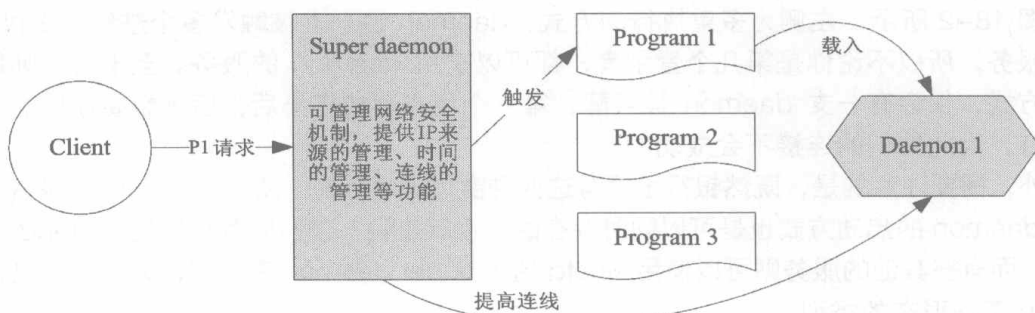 Super daemon
可管理网络安全
机制，提供IP来
源的管理、时间
的管理、连线的
管理等功能
Client
P1请求
触发
Program 1
Program 2
Program 3
载入
Daemon 1
提高连线